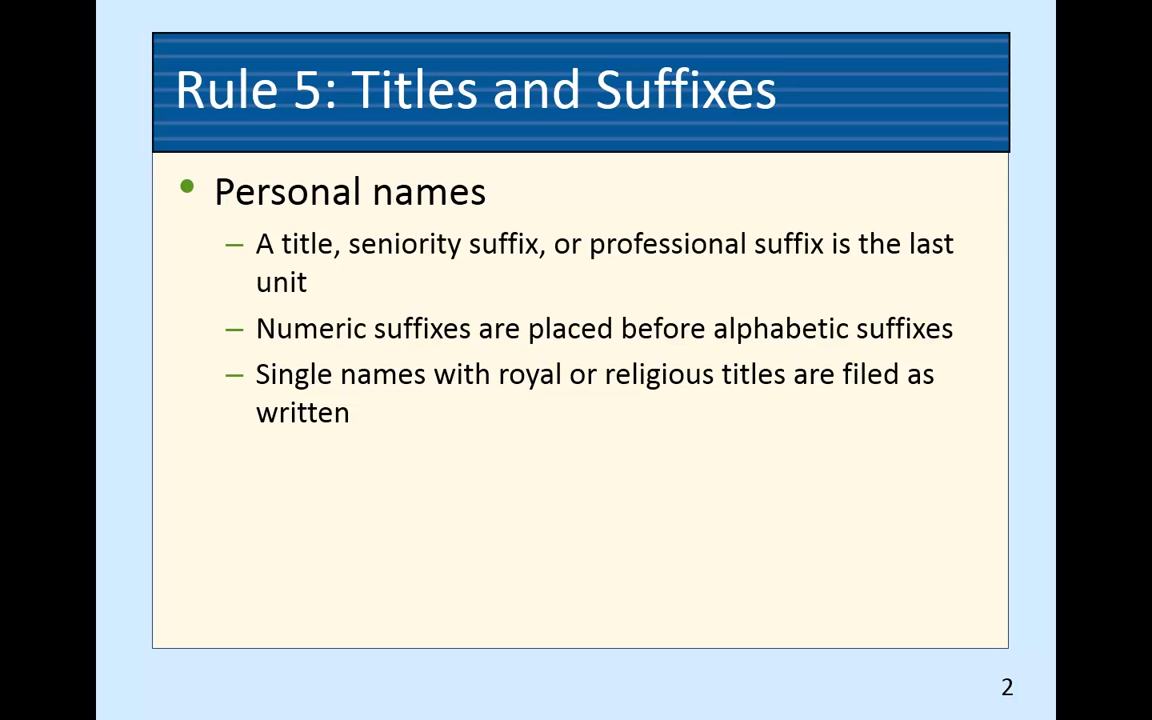 Rule 5: Titles and Suffixes
• Personal names
– A title, seniority suffix, or professional suffix is the last
unit
– Numeric suffixes are placed before alphabetic suffixes
– Single names with royal or religious titles are filed as
written
2